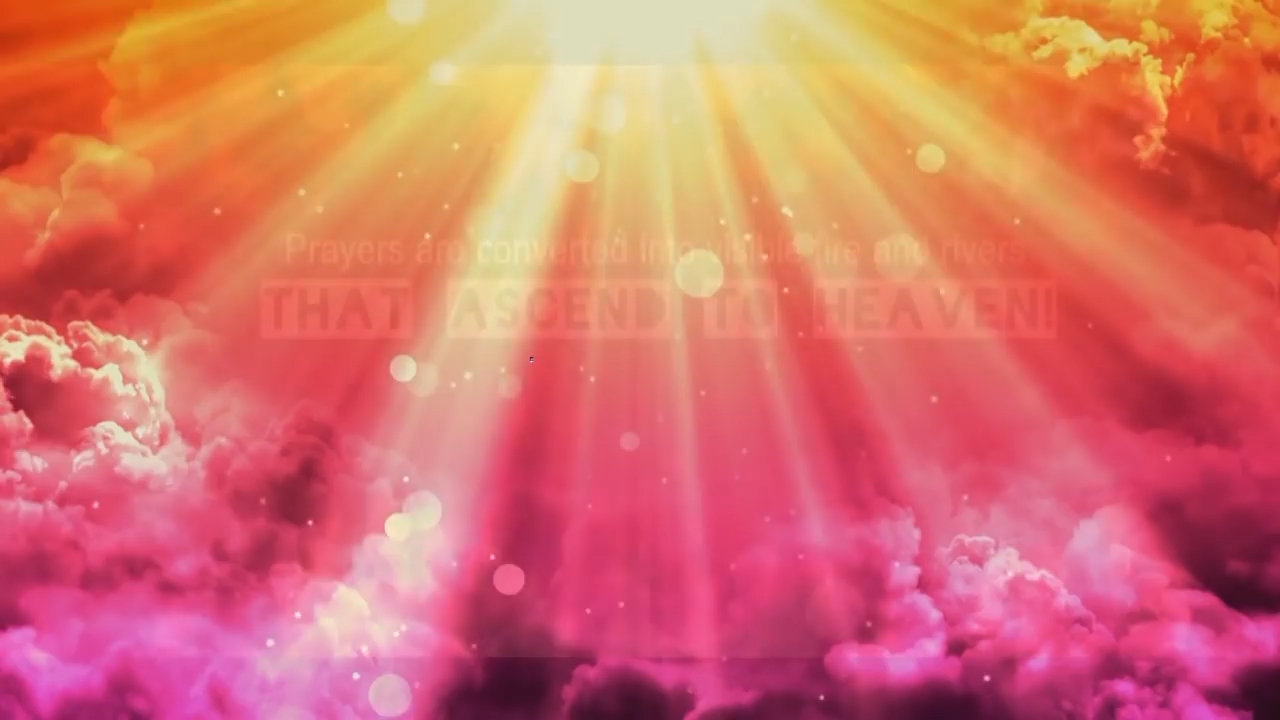 Prayers are converted into visible fire and rivers
THAT ASCEND TO HEAVEN!